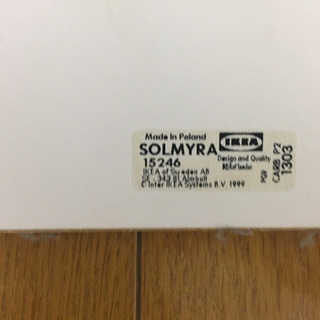 Made in Poland
SOLMYRA
15246
IKEA of Sweden AB
SE - 343 81 Älmhult
© Inter IKEA Systems B.V. 1999
IKEA
Design and Quality
IKEA of Sweden
PGR
CARB P2
1303